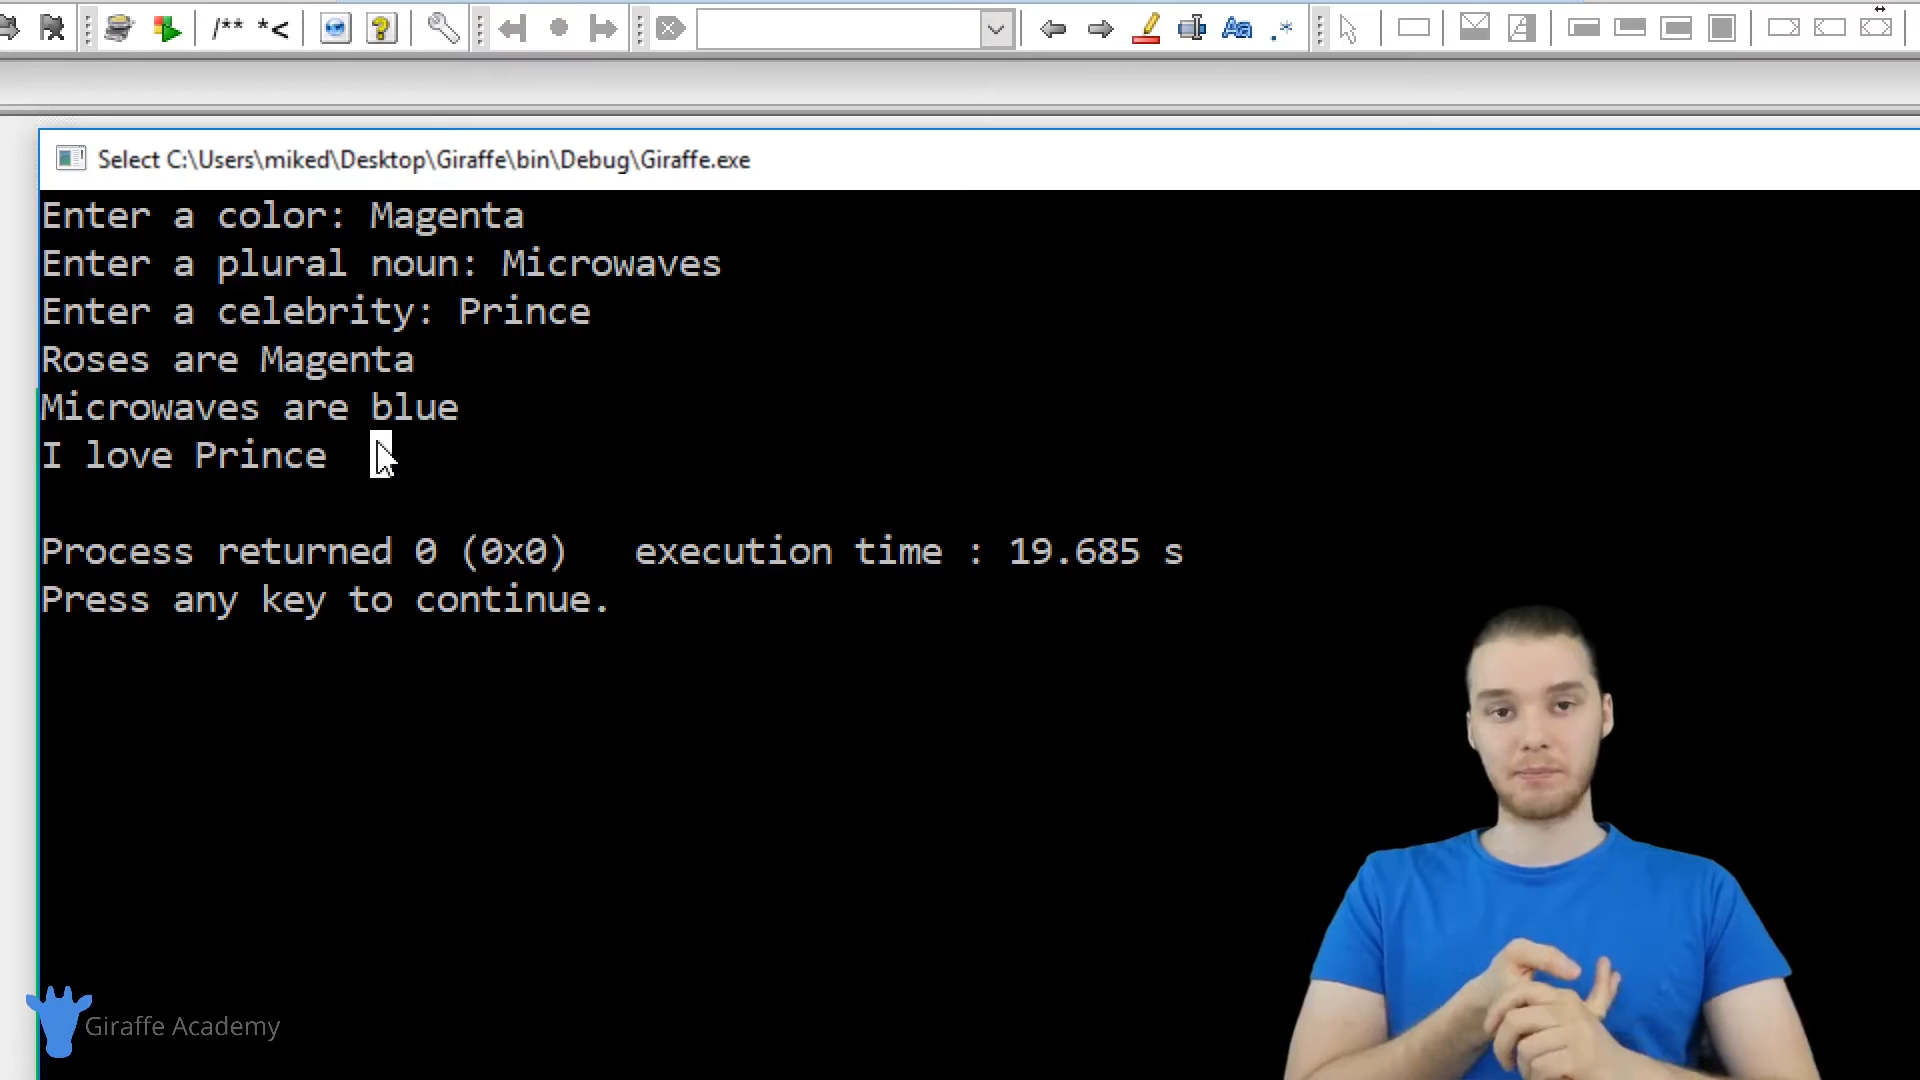 /** *<
Aa .*
Select C:\Users\miked\Desktop\Giraffe\bin\Debug\Giraffe.exe
Enter a color: Magenta
Enter a plural noun: Microwaves
Enter a celebrity: Prince
Roses are Magenta
Microwaves are blue
I love Prince
Process returned 0 (0x0)   execution time : 19.685 s
Press any key to continue.
Giraffe Academy